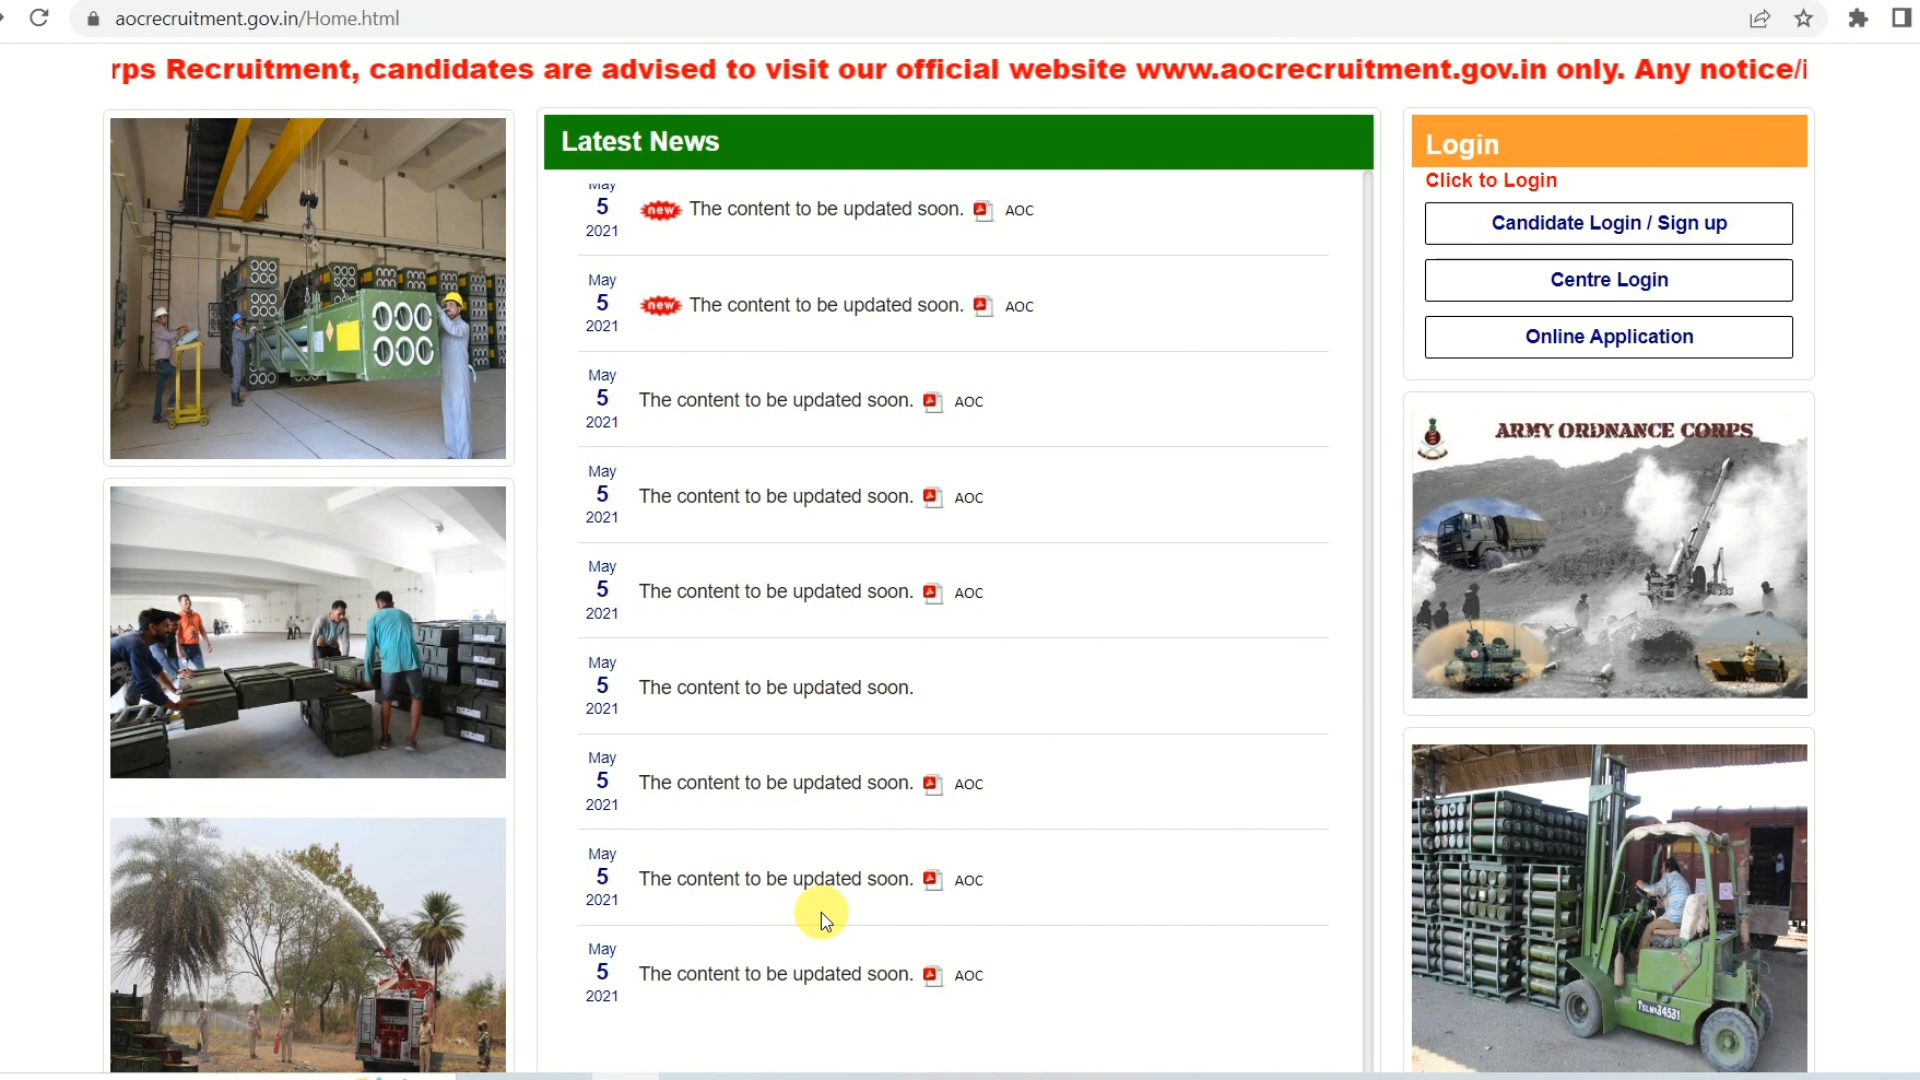 aocrecruitment.gov.in/Home.html
rps Recruitment, candidates are advised to visit our official website www.aocrecruitment.gov.in only. Any notice/i
Latest News
May
5
2021
new The content to be updated soon. AOC
May
5
2021
new The content to be updated soon. AOC
May
5
2021
The content to be updated soon. AOC
May
5
2021
The content to be updated soon. AOC
May
5
2021
The content to be updated soon. AOC
May
5
2021
The content to be updated soon.
May
5
2021
The content to be updated soon. AOC
May
5
2021
The content to be updated soon. AOC
May
5
2021
The content to be updated soon. AOC
Login
Click to Login
Candidate Login / Sign up
Centre Login
Online Application
ARMY ORDNANCE CORPS